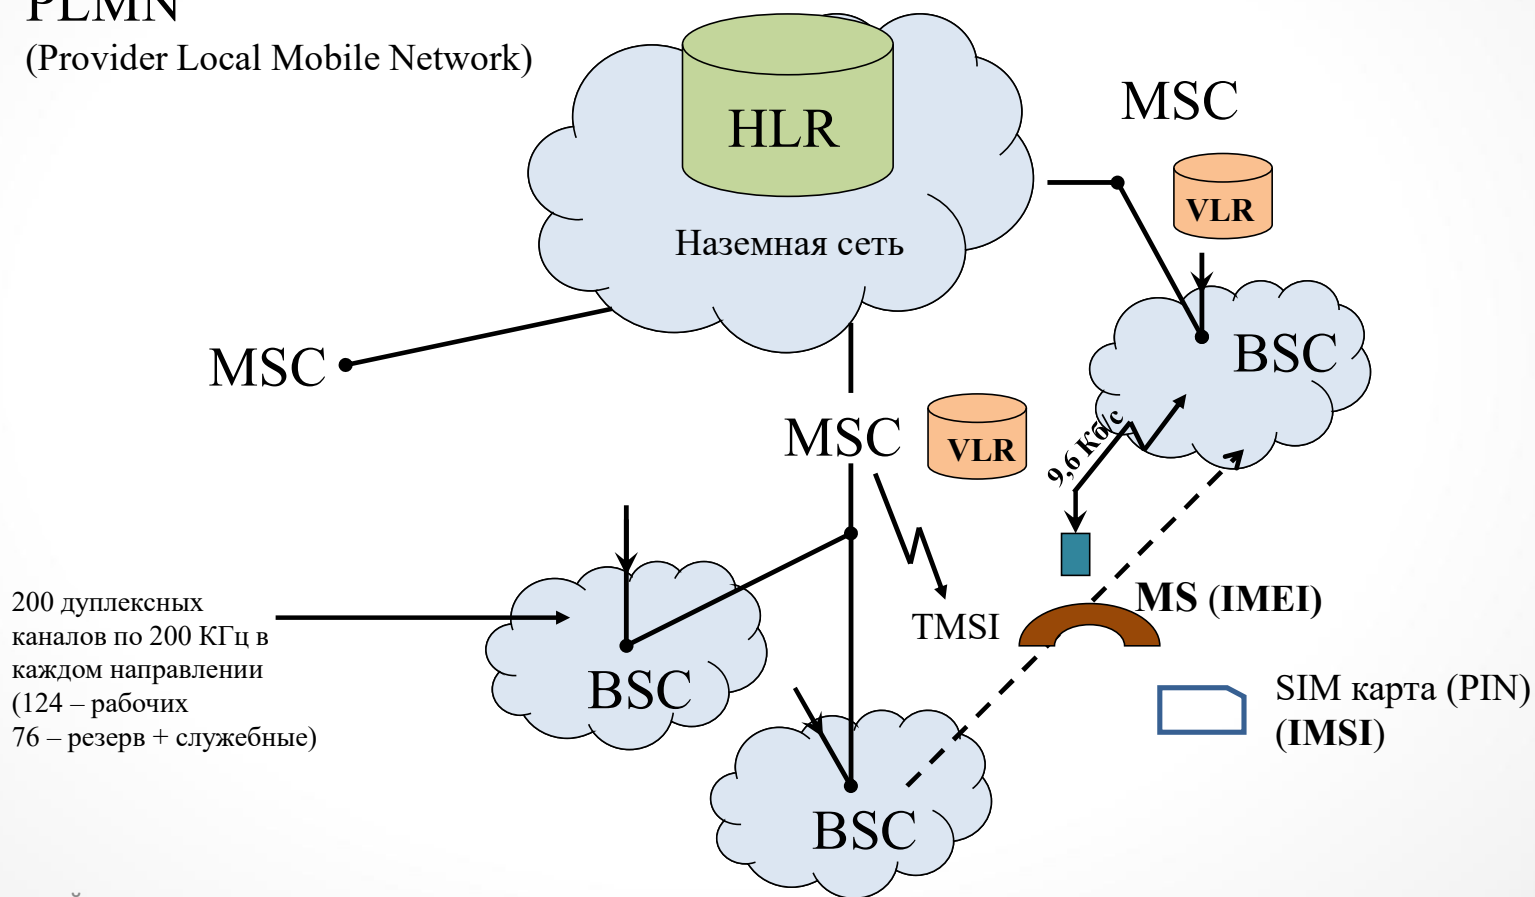 PLMN
(Provider Local Mobile Network)
HLR
Наземная сеть
MSC
VLR
BSC
9,6 Кб/с
MSC
MSC
VLR
TMSI
MS (IMEI)
SIM карта (PIN)
(IMSI)
200 дуплексных
каналов по 200 КГц в
каждом направлении
(124 – рабочих
76 – резерв + служебные)
BSC
BSC